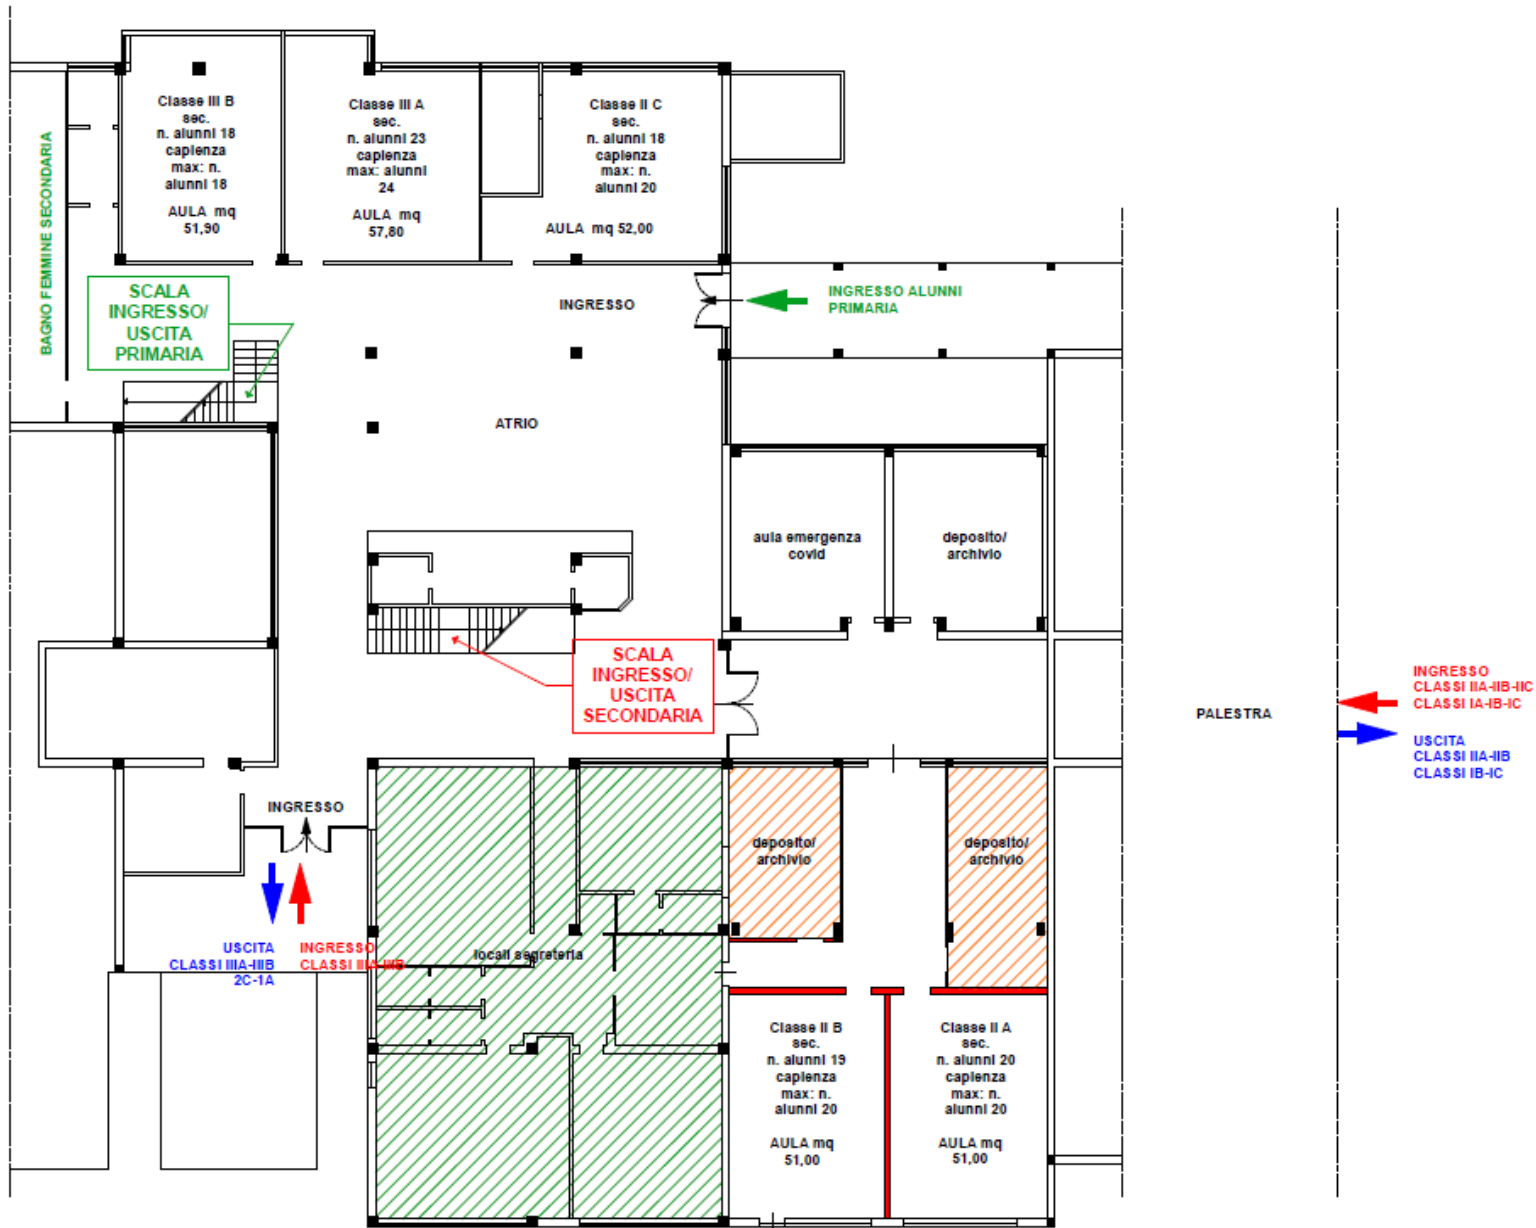 Classe III B
sec.
n. alunni 18
capienza
max: n.
alunni 18
AULA mq
51,90
Classe III A
sec.
n. alunni 23
capienza
max: alunni
24
AULA mq
57,80
Classe II C
sec.
n. alunni 18
capienza
max: n.
alunni 20
AULA mq 52,00
BAGNO FEMMINE SECONDARIA
SCALA
INGRESSO/
USCITA
PRIMARIA
INGRESSO
INGRESSO ALUNNI
PRIMARIA
ATRIO
aula emergenza
covid
deposito/
archivio
SCALA
INGRESSO/
USCITA
SECONDARIA
PALESTRA
INGRESSO
CLASSI IIA-IIB-IIC
CLASSI IA-IB-IC
USCITA
CLASSI IIA-IIB
CLASSI IB-IC
INGRESSO
deposito/
archivio
deposito/
archivio
USCITA
CLASSI IIIA-IIIB
2C-1A
INGRESSO
CLASSI IIIA-IIIB
locali segreteria
Classe II B
sec.
n. alunni 19
capienza
max: n.
alunni 20
AULA mq
51,00
Classe II A
sec.
n. alunni 20
capienza
max: n.
alunni 20
AULA mq
51,00